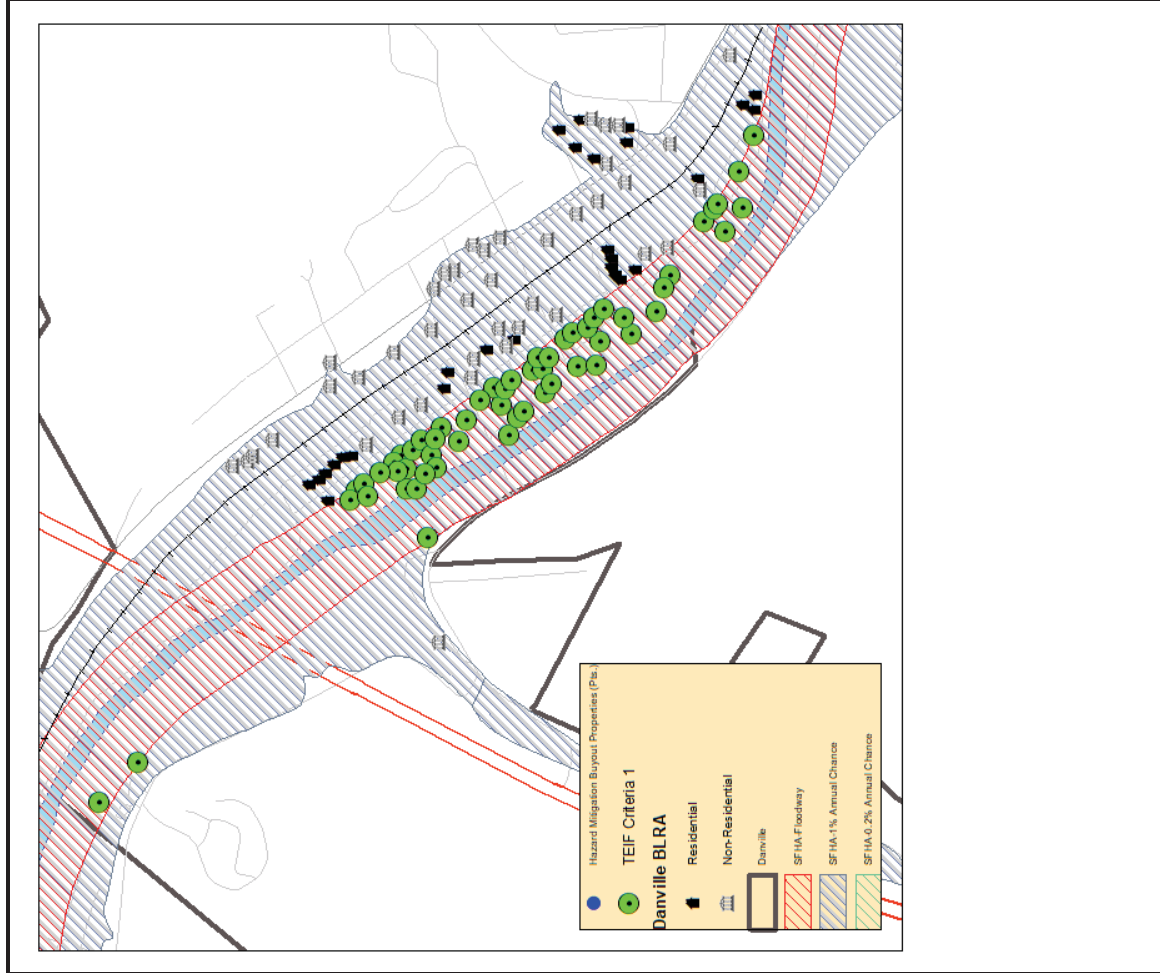 Hazard Mitigation Buyout Properties (Pts.)
TEIF Criteria 1
Danville BLRA
Residential
Non-Residential
Danville
SFHA-Floodway
SFHA-1% Annual Chance
SFHA-0.2% Annual Chance